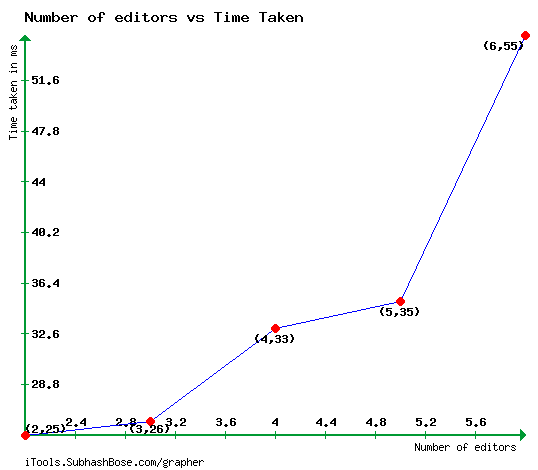 Number of editors vs Time Taken
Time taken in ms
(6,55)
51.6
47.8
44
40.2
36.4
(5,35)
32.6
(4,33)
28.8
(2,25) 2.4 2.8 (3,26) 3.2 3.6 4 4.4 4.8 5.2 5.6
Number of editors
iTools.SubhashBose.com/grapher